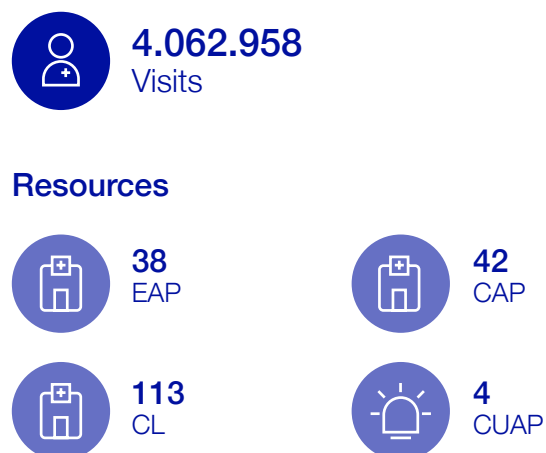 4.062.958
Visits
Resources
38
EAP
42
CAP
113
CL
4
CUAP